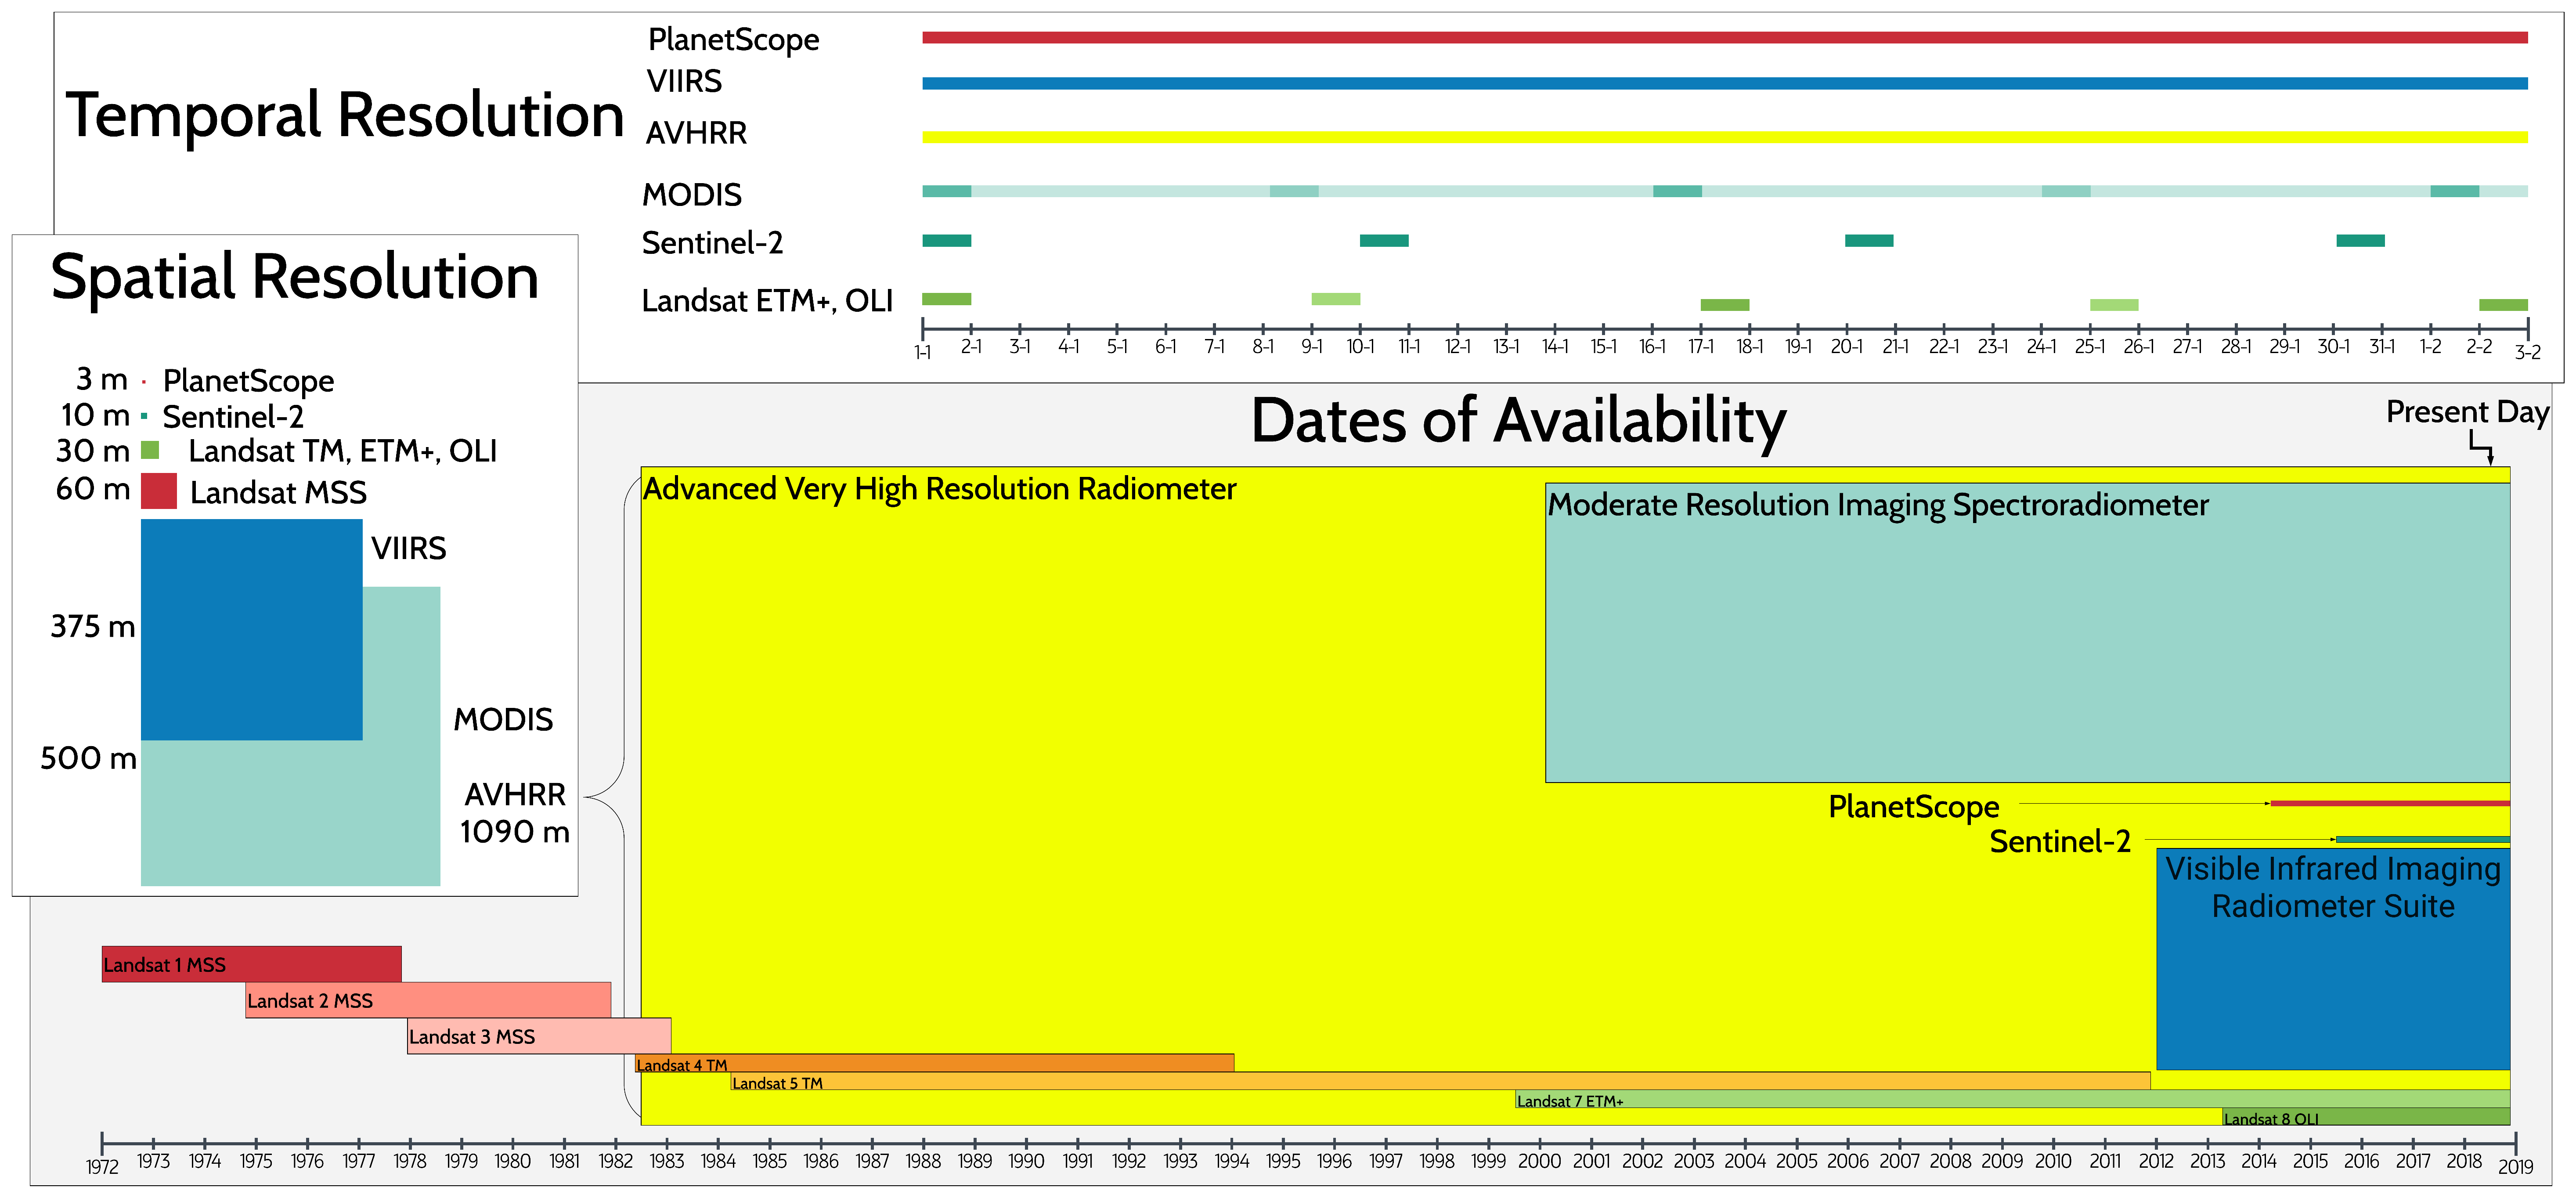 Temporal Resolution
PlanetScope
VIIRS
AVHRR
MODIS
Sentinel-2
Landsat ETM+, OLI
1-1 2-1 3-1 4-1 5-1 6-1 7-1 8-1 9-1 10-1 11-1 12-1 13-1 14-1 15-1 16-1 17-1 18-1 19-1 20-1 21-1 22-1 23-1 24-1 25-1 26-1 27-1 28-1 29-1 30-1 31-1 1-2 2-2 3-2
Spatial Resolution
3 m PlanetScope
10 m Sentinel-2
30 m Landsat TM, ETM+, OLI
60 m Landsat MSS
VIIRS
375 m
MODIS
500 m
AVHRR
1090 m
Dates of Availability
Present Day
Advanced Very High Resolution Radiometer
Moderate Resolution Imaging Spectroradiometer
PlanetScope
Sentinel-2
Visible Infrared Imaging
Radiometer Suite
Landsat 1 MSS
Landsat 2 MSS
Landsat 3 MSS
Landsat 4 TM
Landsat 5 TM
Landsat 7 ETM+
Landsat 8 OLI
1972 1973 1974 1975 1976 1977 1978 1979 1980 1981 1982 1983 1984 1985 1986 1987 1988 1989 1990 1991 1992 1993 1994 1995 1996 1997 1998 1999 2000 2001 2002 2003 2004 2005 2006 2007 2008 2009 2010 2011 2012 2013 2014 2015 2016 2017 2018 2019